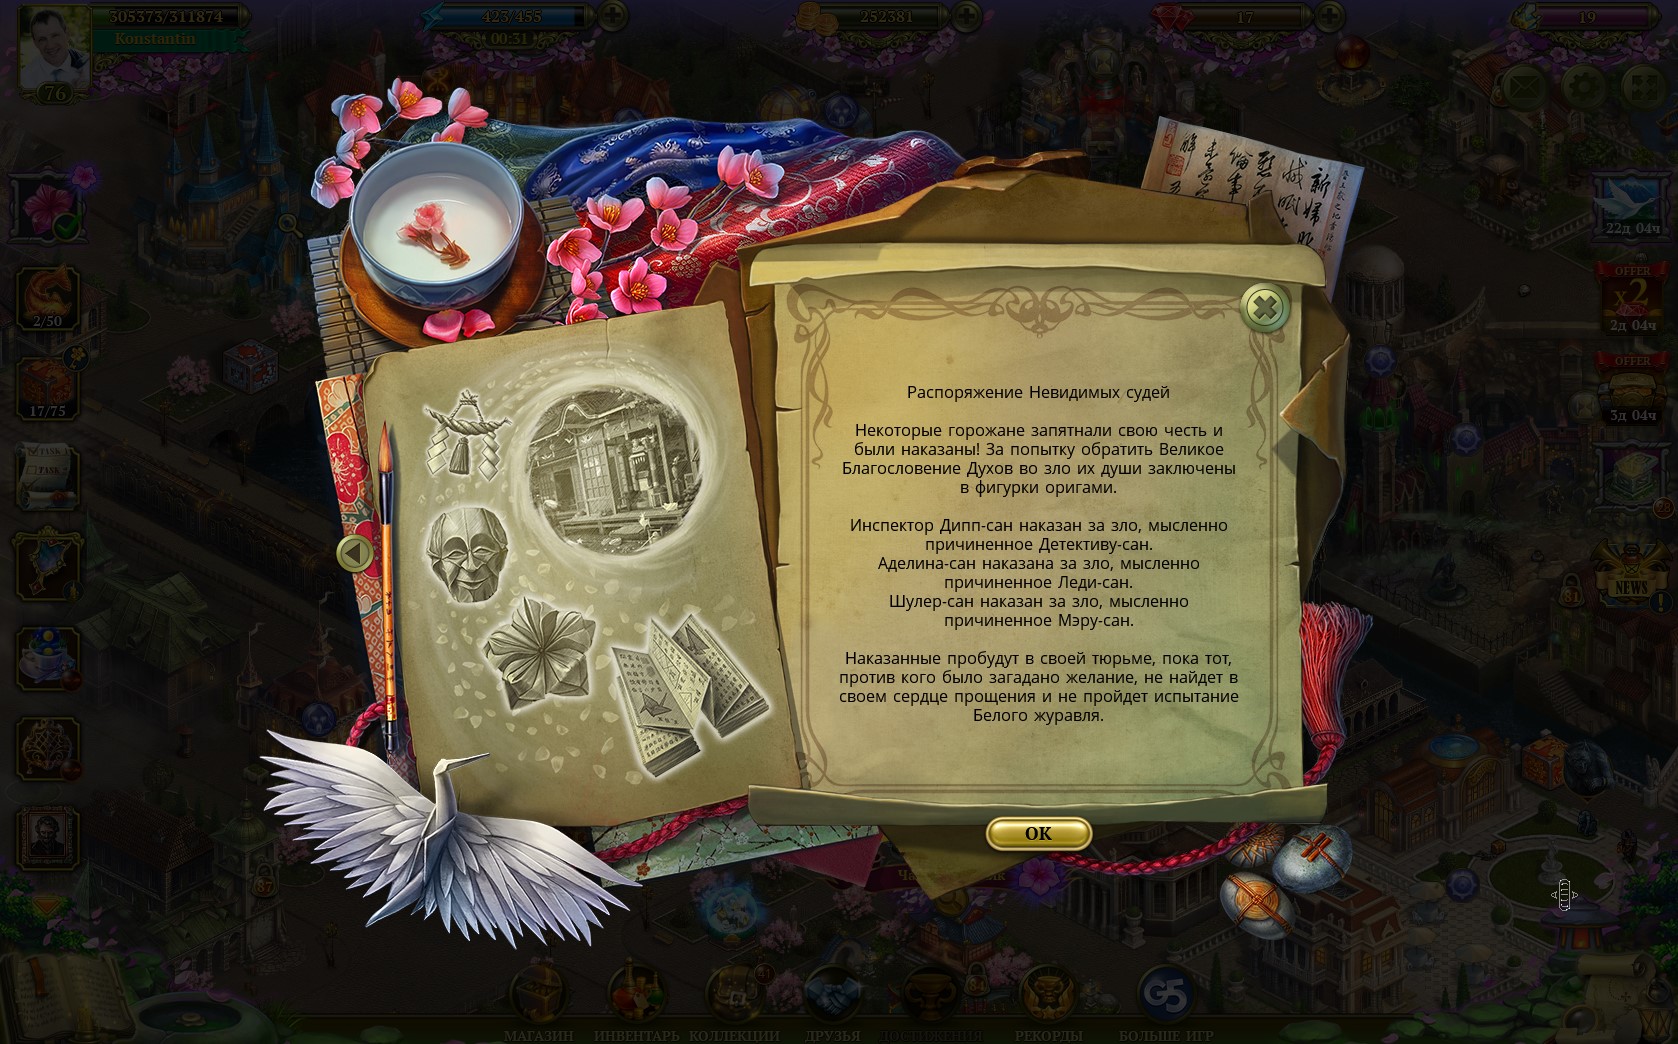 305373/311874
425/455
252381
17
19
Konstantin
00:31
76
22д 04ч
OFFER
x2
2д 04ч
2/50
OFFER
17/75
3д 04ч
Распоряжение Невидимых судей
Некоторые горожане запятнали свою честь и
были наказаны! За попытку обратить Великое
Благословение Духов во зло их души заключены
в фигурки оригами.
Инспектор Дипп-сан наказан за зло, мысленно
причиненное Детективу-сан.
Аделина-сан наказана за зло, мысленно
причиненное Леди-сан.
Шулер-сан наказан за зло, мысленно
причиненное Мэру-сан.
Наказанные пробудут в своей тюрьме, пока тот,
против кого было загадано желание, не найдет в
своем сердце прощения и не пройдет испытание
Белого журавля.
NEWS
OK
87
G5
МАГАЗИН
ИНВЕНТАРЬ
КОЛЛЕКЦИИ
ДРУЗЬЯ
ДОСТИЖЕНИЯ
РЕКОРДЫ
БОЛЬШЕ ИГР